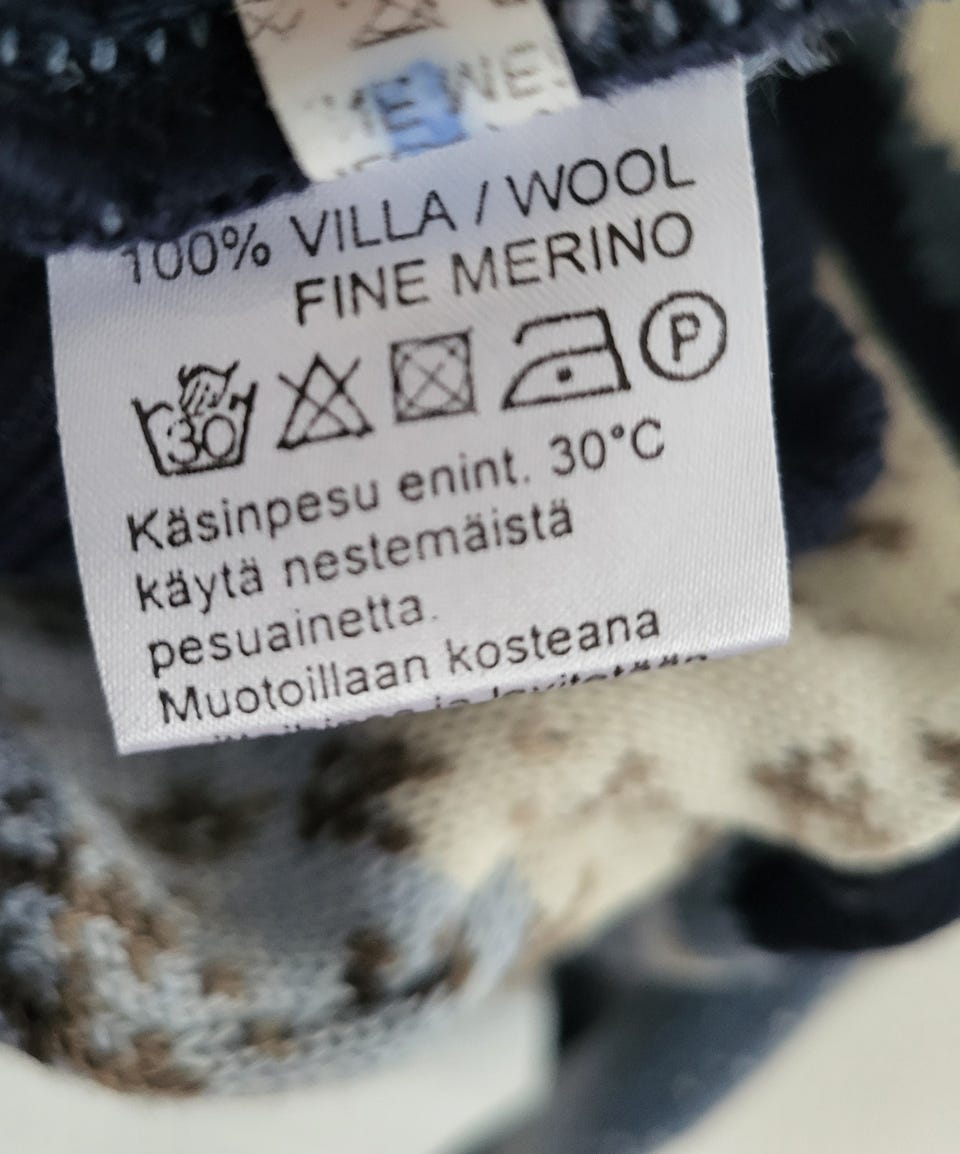 100% VILLA / WOOL
FINE MERINO
30
P
Käsinpesu enint. 30°C
käytä nestemäistä
pesuainetta.
Muotoillaan kosteana